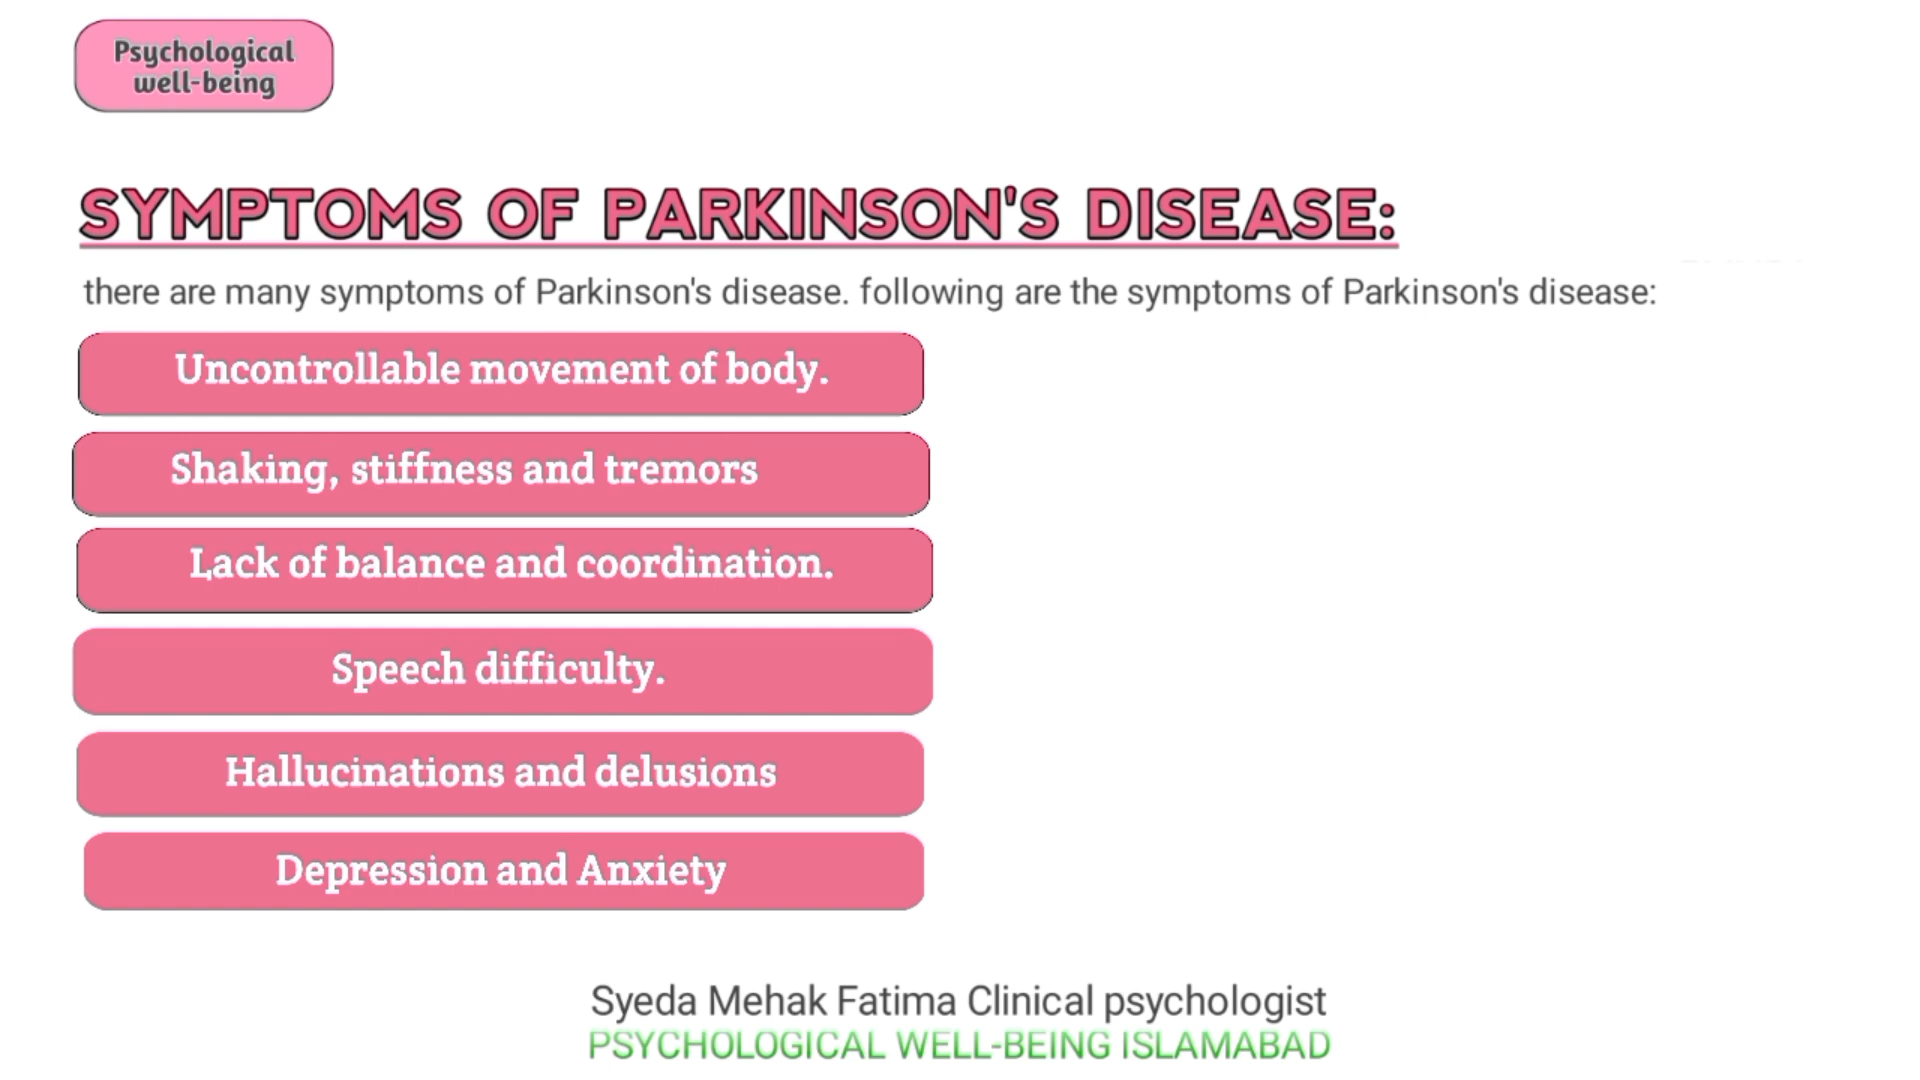 Psychological
well-being
SYMPTOMS OF PARKINSON'S DISEASE:
there are many symptoms of Parkinson's disease. following are the symptoms of Parkinson's disease:
Uncontrollable movement of body.
Shaking, stiffness and tremors
Lack of balance and coordination.
Speech difficulty.
Hallucinations and delusions
Depression and Anxiety
Syeda Mehak Fatima Clinical psychologist
PSYCHOLOGICAL WELL-BEING ISLAMABAD